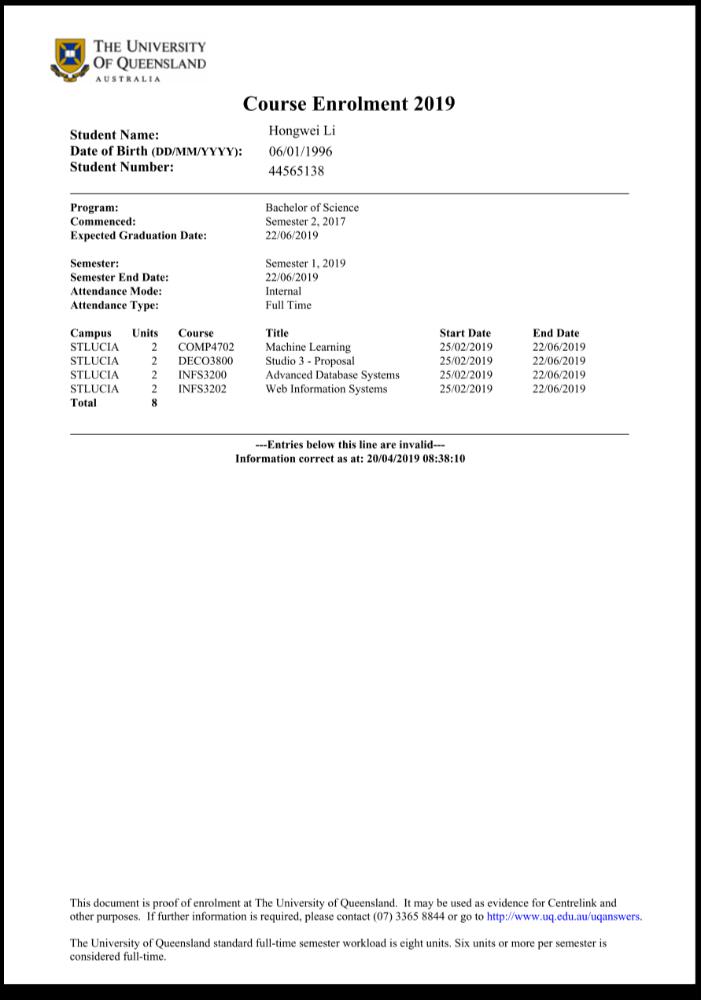 THE UNIVERSITY
OF QUEENSLAND
AUSTRALIA
Course Enrolment 2019
Student Name: Hongwei Li
Date of Birth (DD/MM/YYYY): 06/01/1996
Student Number: 44565138
Program: Bachelor of Science
Commenced: Semester 2, 2017
Expected Graduation Date: 22/06/2019
Semester: Semester 1, 2019
Semester End Date: 22/06/2019
Attendance Mode: Internal
Attendance Type: Full Time
Campus Units Course Title Start Date End Date
STLUCIA 2 COMP4702 Machine Learning 25/02/2019 22/06/2019
STLUCIA 2 DECO3800 Studio 3 - Proposal 25/02/2019 22/06/2019
STLUCIA 2 INFS3200 Advanced Database Systems 25/02/2019 22/06/2019
STLUCIA 2 INFS3202 Web Information Systems 25/02/2019 22/06/2019
Total 8
---Entries below this line are invalid---
Information correct as at: 20/04/2019 08:38:10
This document is proof of enrolment at The University of Queensland. It may be used as evidence for Centrelink and
other purposes. If further information is required, please contact (07) 3365 8844 or go to http://www.uq.edu.au/uqanswers.
The University of Queensland standard full-time semester workload is eight units. Six units or more per semester is
considered full-time.